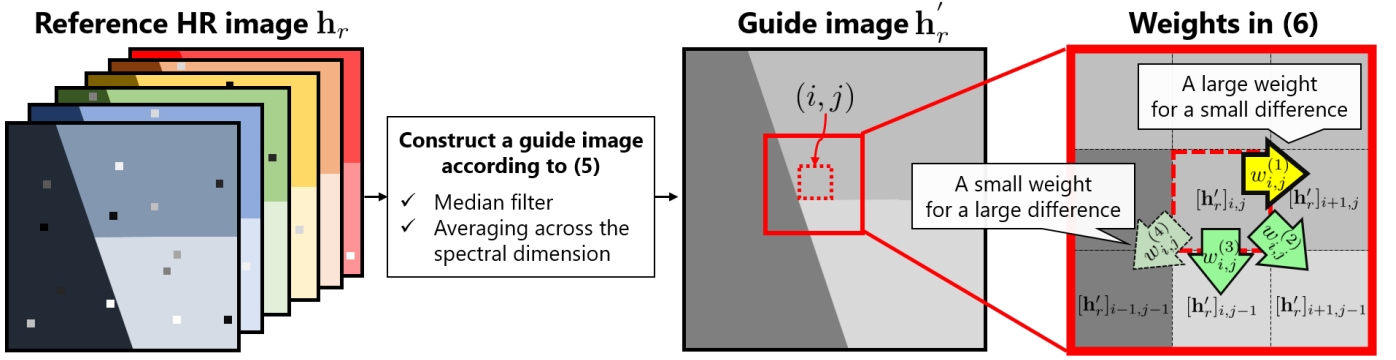 Reference HR image h_r
Guide image h'_r
Weights in (6)
(i, j)
Construct a guide image
according to (5)
✓ Median filter
✓ Averaging across the
spectral dimension
A large weight
for a small difference
A small weight
for a large difference
w_{i,j}^{(1)}
[h'_r]_{i,j}
[h'_r]_{i+1,j}
w_{i,j}^{(4)}
w_{i,j}^{(3)}
w_{i,j}^{(2)}
[h'_r]_{i-1,j-1}
[h'_r]_{i,j-1}
[h'_r]_{i+1,j-1}